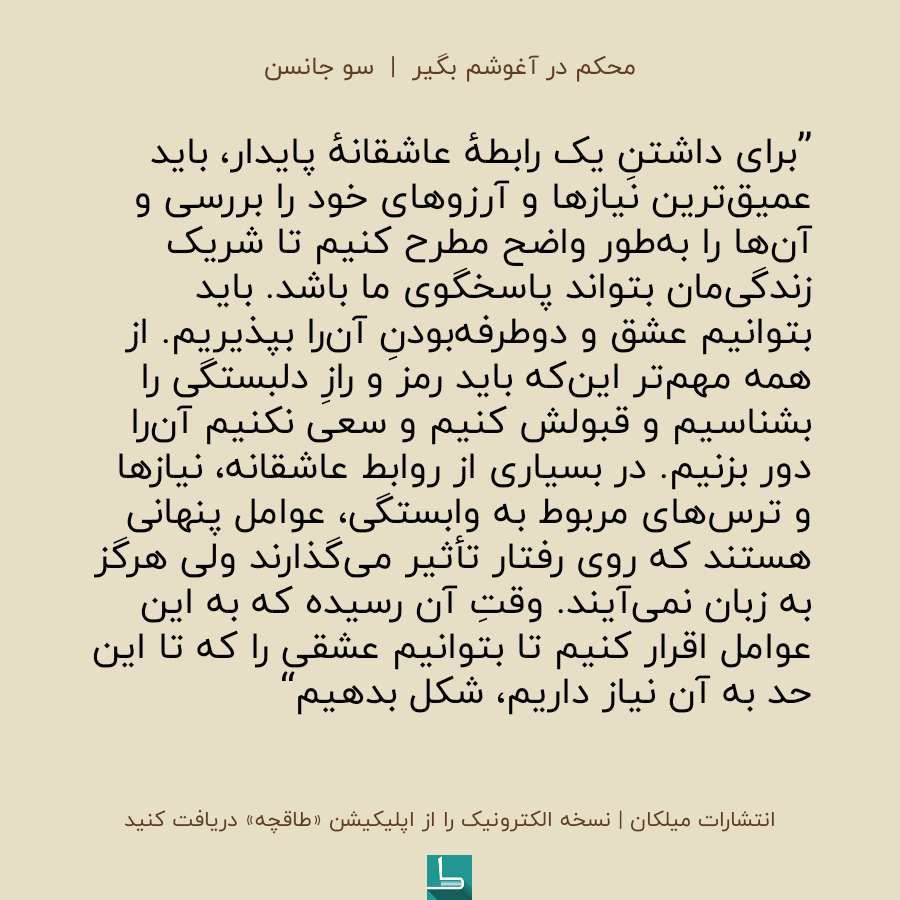 محکم در آغوشم بگیر | سو جانسن
”برای داشتنِ یک رابطهٔ عاشقانهٔ پایدار، باید
عمیق‌ترین نیازها و آرزوهای خود را بررسی و
آن‌ها را به‌طور واضح مطرح کنیم تا شریک
زندگی‌مان بتواند پاسخگوی ما باشد. باید
بتوانیم عشق و دوطرفه‌بودنِ آن‌را بپذیریم. از
همه مهم‌تر این‌که باید رمز و رازِ دلبستگی را
بشناسیم و قبولش کنیم و سعی نکنیم آن‌را
دور بزنیم. در بسیاری از روابط عاشقانه، نیازها
و ترس‌های مربوط به وابستگی، عوامل پنهانی
هستند که روی رفتار تأثیر می‌گذارند ولی هرگز
به زبان نمی‌آیند. وقتِ آن رسیده که به این
عوامل اقرار کنیم تا بتوانیم عشقی را که تا این
حد به آن نیاز داریم، شکل بدهیم“
انتشارات میلکان | نسخه الکترونیک را از اپلیکیشن «طاقچه» دریافت کنید